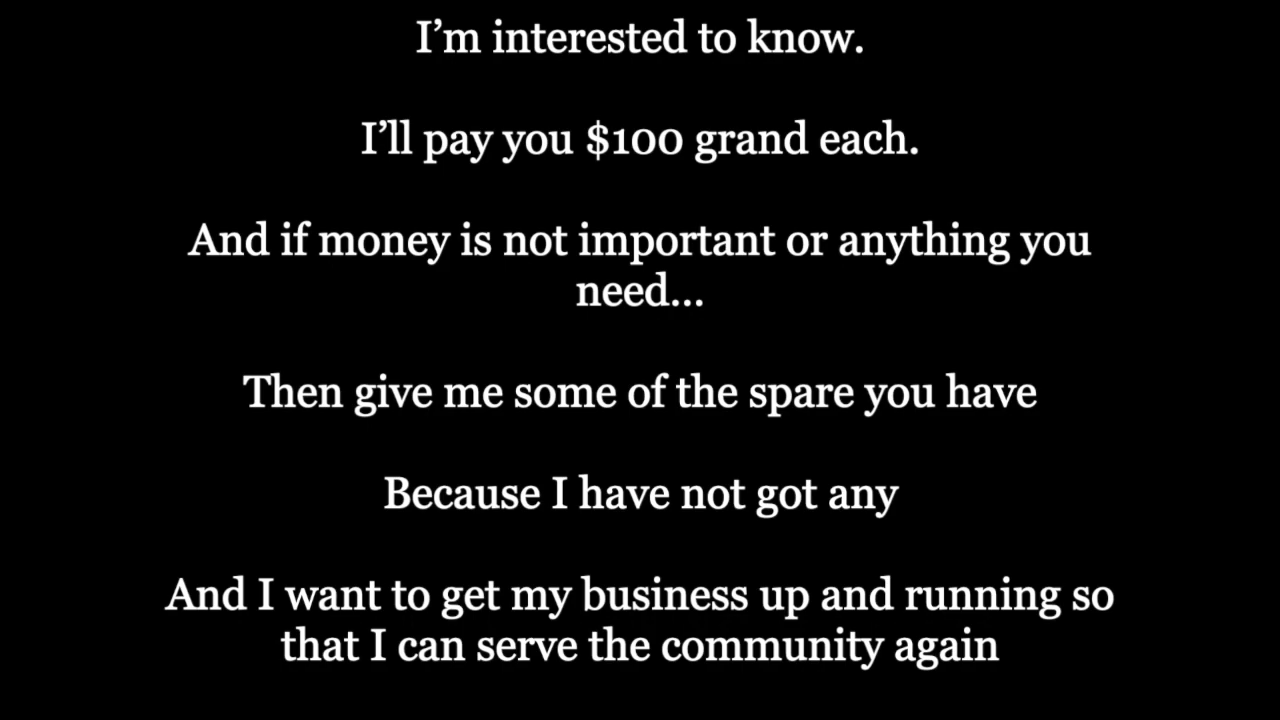 I’m interested to know.
I’ll pay you $100 grand each.
And if money is not important or anything you
need...
Then give me some of the spare you have
Because I have not got any
And I want to get my business up and running so
that I can serve the community again